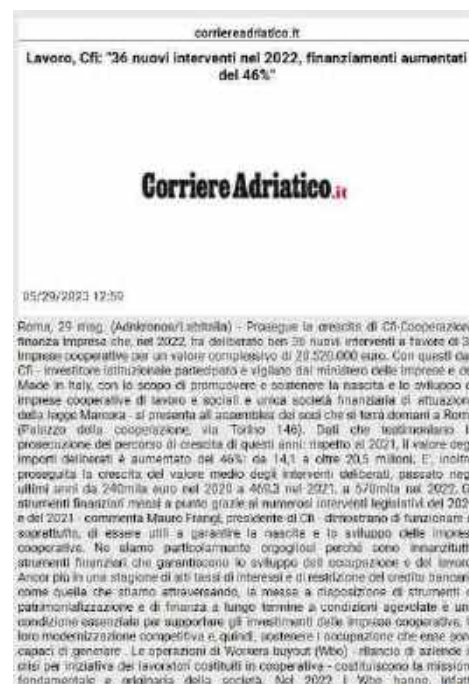 corriereadriatico.it
Lavoro, Cfi: "36 nuovi interventi nel 2022, finanziamenti aumentati
del 46%"
Corriere Adriatico.it
05/29/2023 12:59
Roma, 29 mag. (Adnkronos/Labitalia) - Prosegue la crescita di Cfi-Cooperazione
finanza impresa che, nel 2022, ha deliberato ben 36 nuovi interventi a favore di
imprese cooperative per un valore complessivo di 20.520.000 euro. Con questi dati
Cfi - investitore istituzionale partecipato e vigilato dal ministero delle Imprese e del
Made in Italy, con lo scopo di promuovere e sostenere la nascita e lo sviluppo di
imprese cooperative di lavoro e sociali e unica società finanziaria di attuazione
della legge Marcora - si presenta all'assemblea dei soci che si terrà domani a Roma
(Palazzo della cooperazione, via Torino 146). Dati che testimoniano la
prosecuzione del percorso di crescita di questi anni: rispetto al 2021, il valore degli
importi deliberati è aumentato del 46%: da 14,1 a oltre 20,5 milioni. E', inoltre,
proseguita la crescita del valore medio degli interventi deliberati, passato negli
ultimi anni da 240mila euro nel 2020 a 469,3 nel 2021, a 570mila nel 2022. Gli
strumenti finanziari messi a punto grazie ai numerosi interventi legislativi del 2020
e del 2021 - commenta Mauro Frangi, presidente di Cfi - dimostrano di funzionare e,
soprattutto, di essere utili a garantire la nascita e lo sviluppo delle imprese
cooperative. Ne siamo particolarmente orgogliosi perché sono innanzitutto
strumenti finanziari che garantiscono lo sviluppo dell'occupazione e del lavoro.
Ancor più in una stagione di alti tassi di interessi e di restrizione del credito bancario
come quella che stiamo attraversando, la messa a disposizione di strumenti di
patrimonializzazione e di finanza a lungo termine a condizioni agevolate è una
condizione essenziale per supportare gli investimenti delle imprese cooperative, la
loro modernizzazione competitiva e, quindi, sostenere l'occupazione che esse sono
capaci di generare. Le operazioni di Workers buyout (Wbo) - rilancio di aziende in
crisi per iniziativa dei lavoratori costituiti in cooperativa - costituiscono la missione
fondamentale e originaria della società. Nel 2022 i Wbo hanno, infatti,